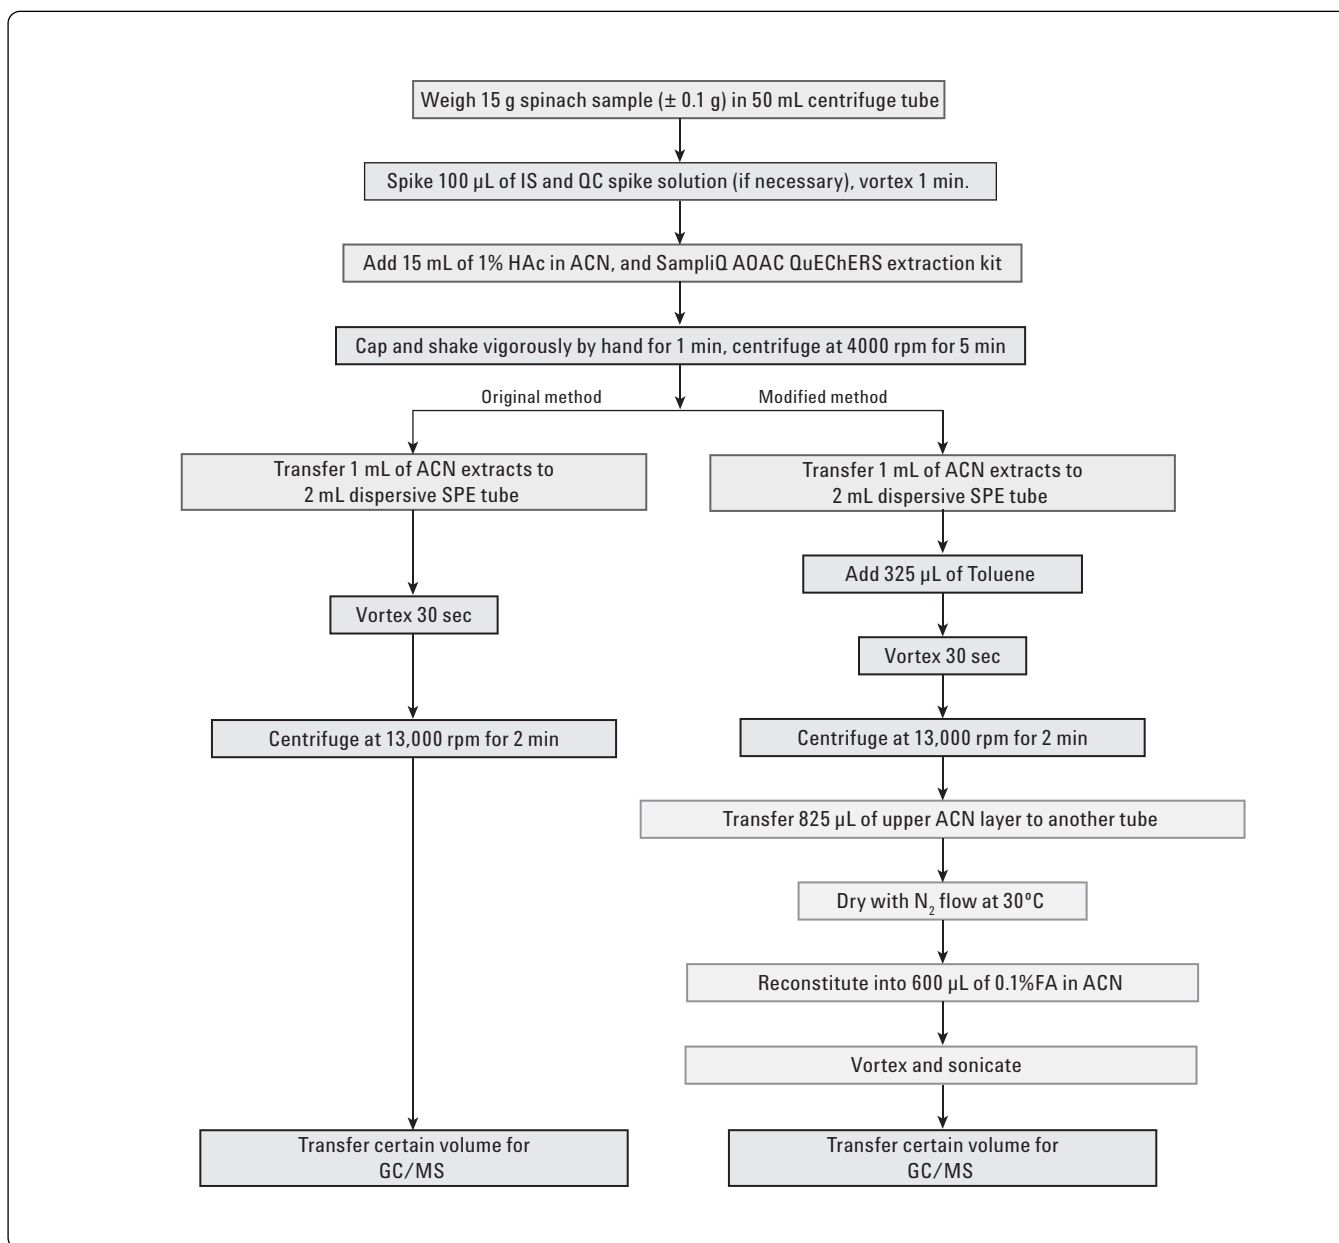 Weigh 15 g spinach sample (± 0.1 g) in 50 mL centrifuge tube
Spike 100 µL of IS and QC spike solution (if necessary), vortex 1 min.
Add 15 mL of 1% HAc in ACN, and SampliQ AOAC QuEChERS extraction kit
Cap and shake vigorously by hand for 1 min, centrifuge at 4000 rpm for 5 min
Original method
Modified method
Transfer 1 mL of ACN extracts to
2 mL dispersive SPE tube
Vortex 30 sec
Centrifuge at 13,000 rpm for 2 min
Transfer certain volume for
GC/MS
Transfer 1 mL of ACN extracts to
2 mL dispersive SPE tube
Add 325 µL of Toluene
Vortex 30 sec
Centrifuge at 13,000 rpm for 2 min
Transfer 825 µL of upper ACN layer to another tube
Dry with N₂ flow at 30ºC
Reconstitute into 600 µL of 0.1%FA in ACN
Vortex and sonicate
Transfer certain volume for
GC/MS